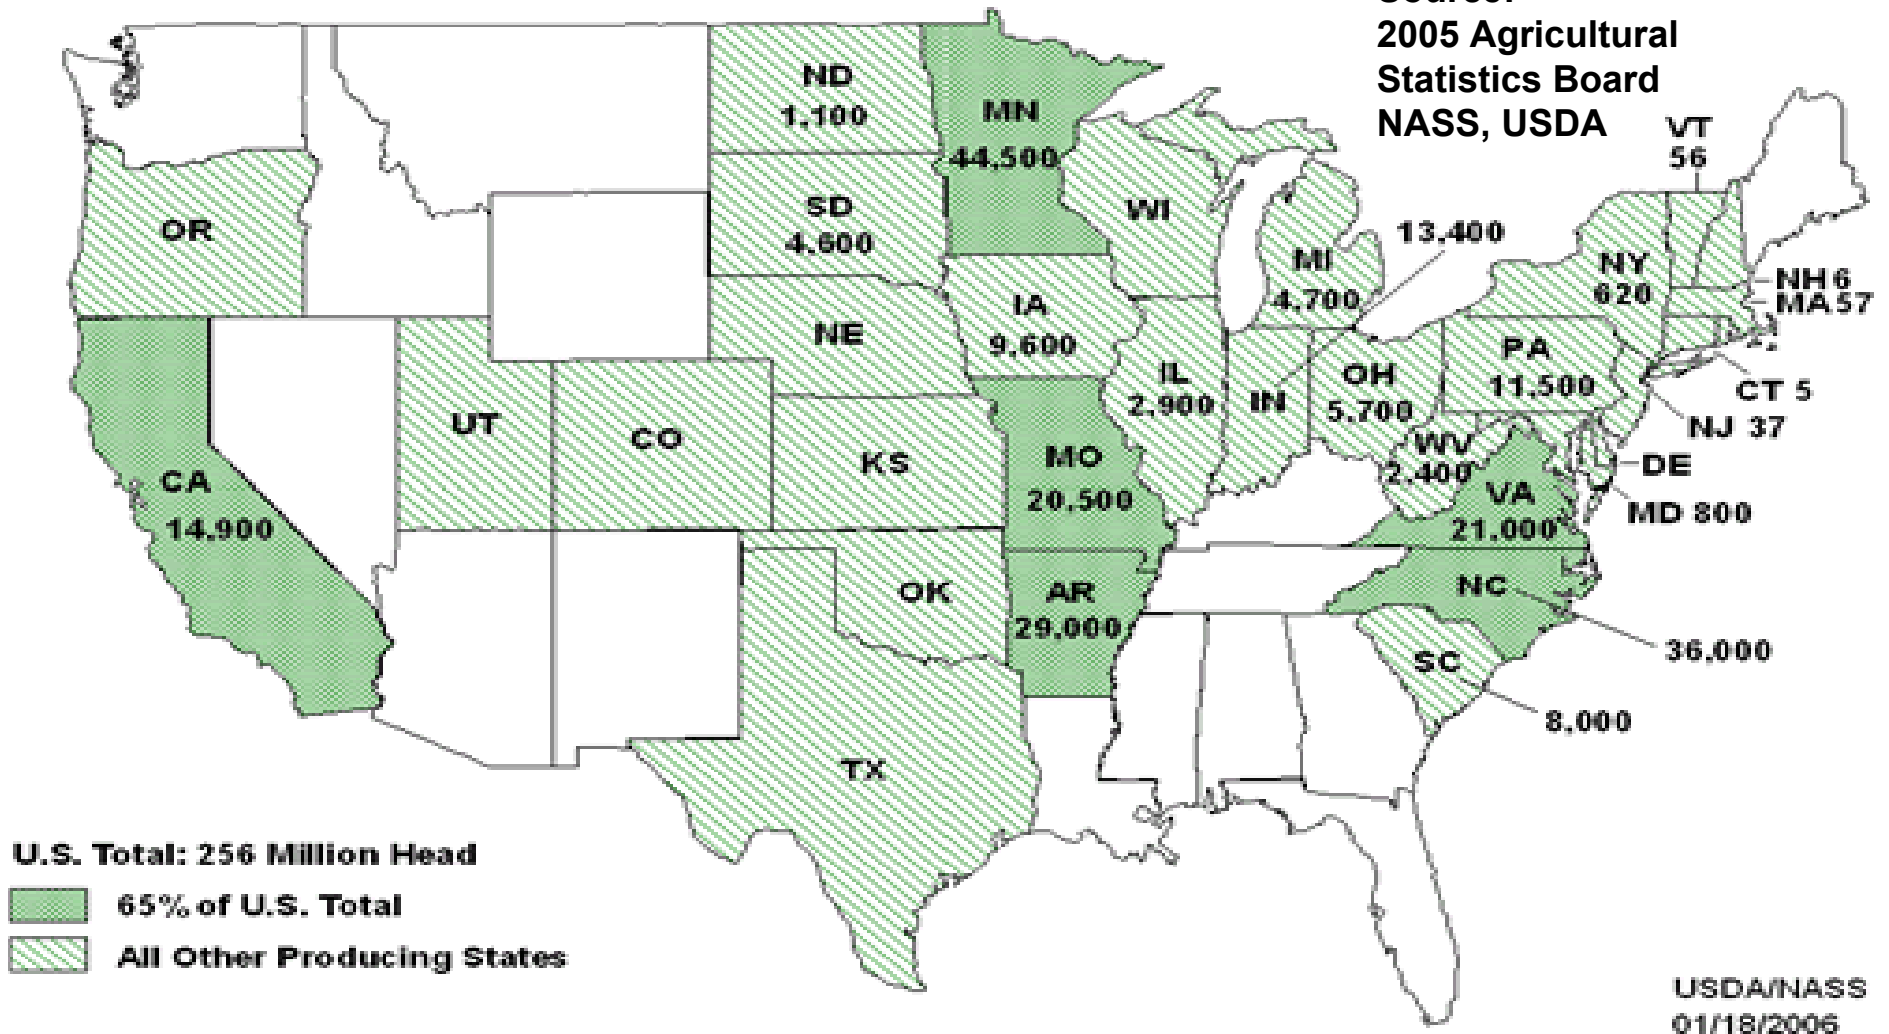 Source:
2005 Agricultural
Statistics Board
NASS, USDA
ND
1,100
MN
44,500
VT
56
OR
SD
4,600
WI
13,400
MI
4,700
NY
620
NH 6
MA 57
IA
9,600
NE
PA
11,500
IL
2,900
IN
OH
5,700
CT 5
NJ 37
UT
CO
KS
MO
20,500
WV
2,400
DE
CA
14,900
VA
21,000
MD 800
OK
AR
29,000
NC
36,000
SC
8,000
TX
U.S. Total: 256 Million Head
65% of U.S. Total
All Other Producing States
USDA/NASS
01/18/2006